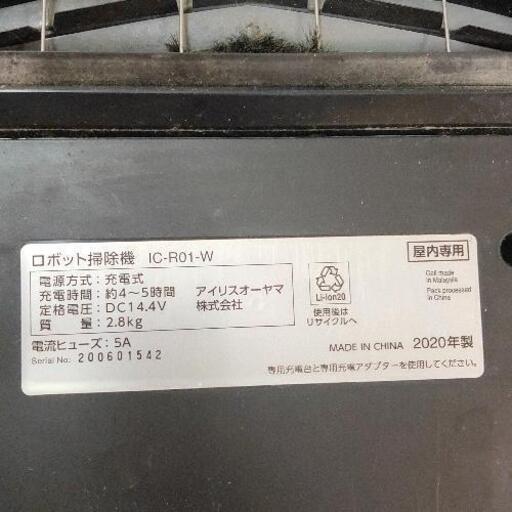 ロボット掃除機 IC-R01-W
屋内専用
電源方式：充電式
充電時間：約4～5時間
定格電圧：DC14.4V
質　　量：2.8kg
アイリスオーヤマ
株式会社
Li-Ion20
使用後は
リサイクルへ
Cell made
in Malaysia
Pack processed
in China
電流ヒューズ：5A
Serial No.: 200601542
MADE IN CHINA 2020年製
専用充電台と専用充電アダプターを使用してください。